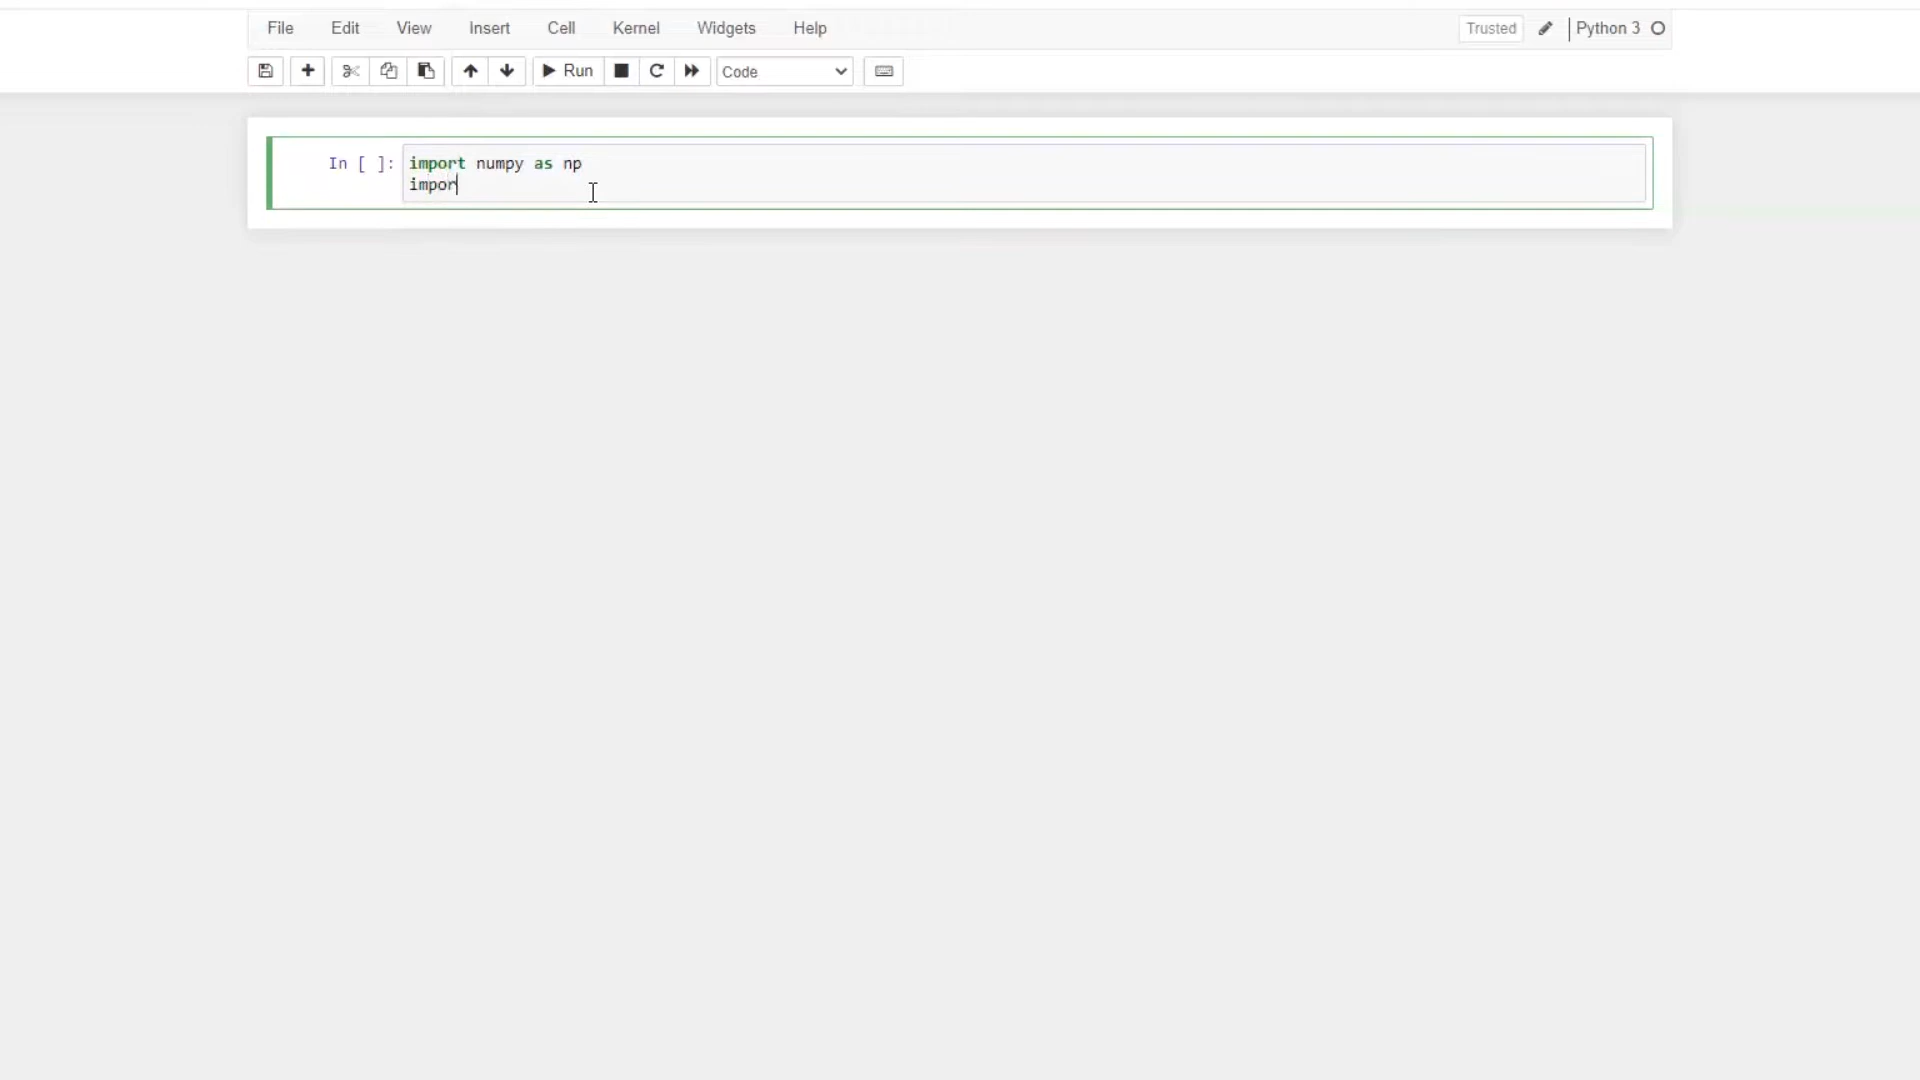 File Edit View Insert Cell Kernel Widgets Help Trusted Python 3
Run Code
In [ ]: import numpy as np
impor